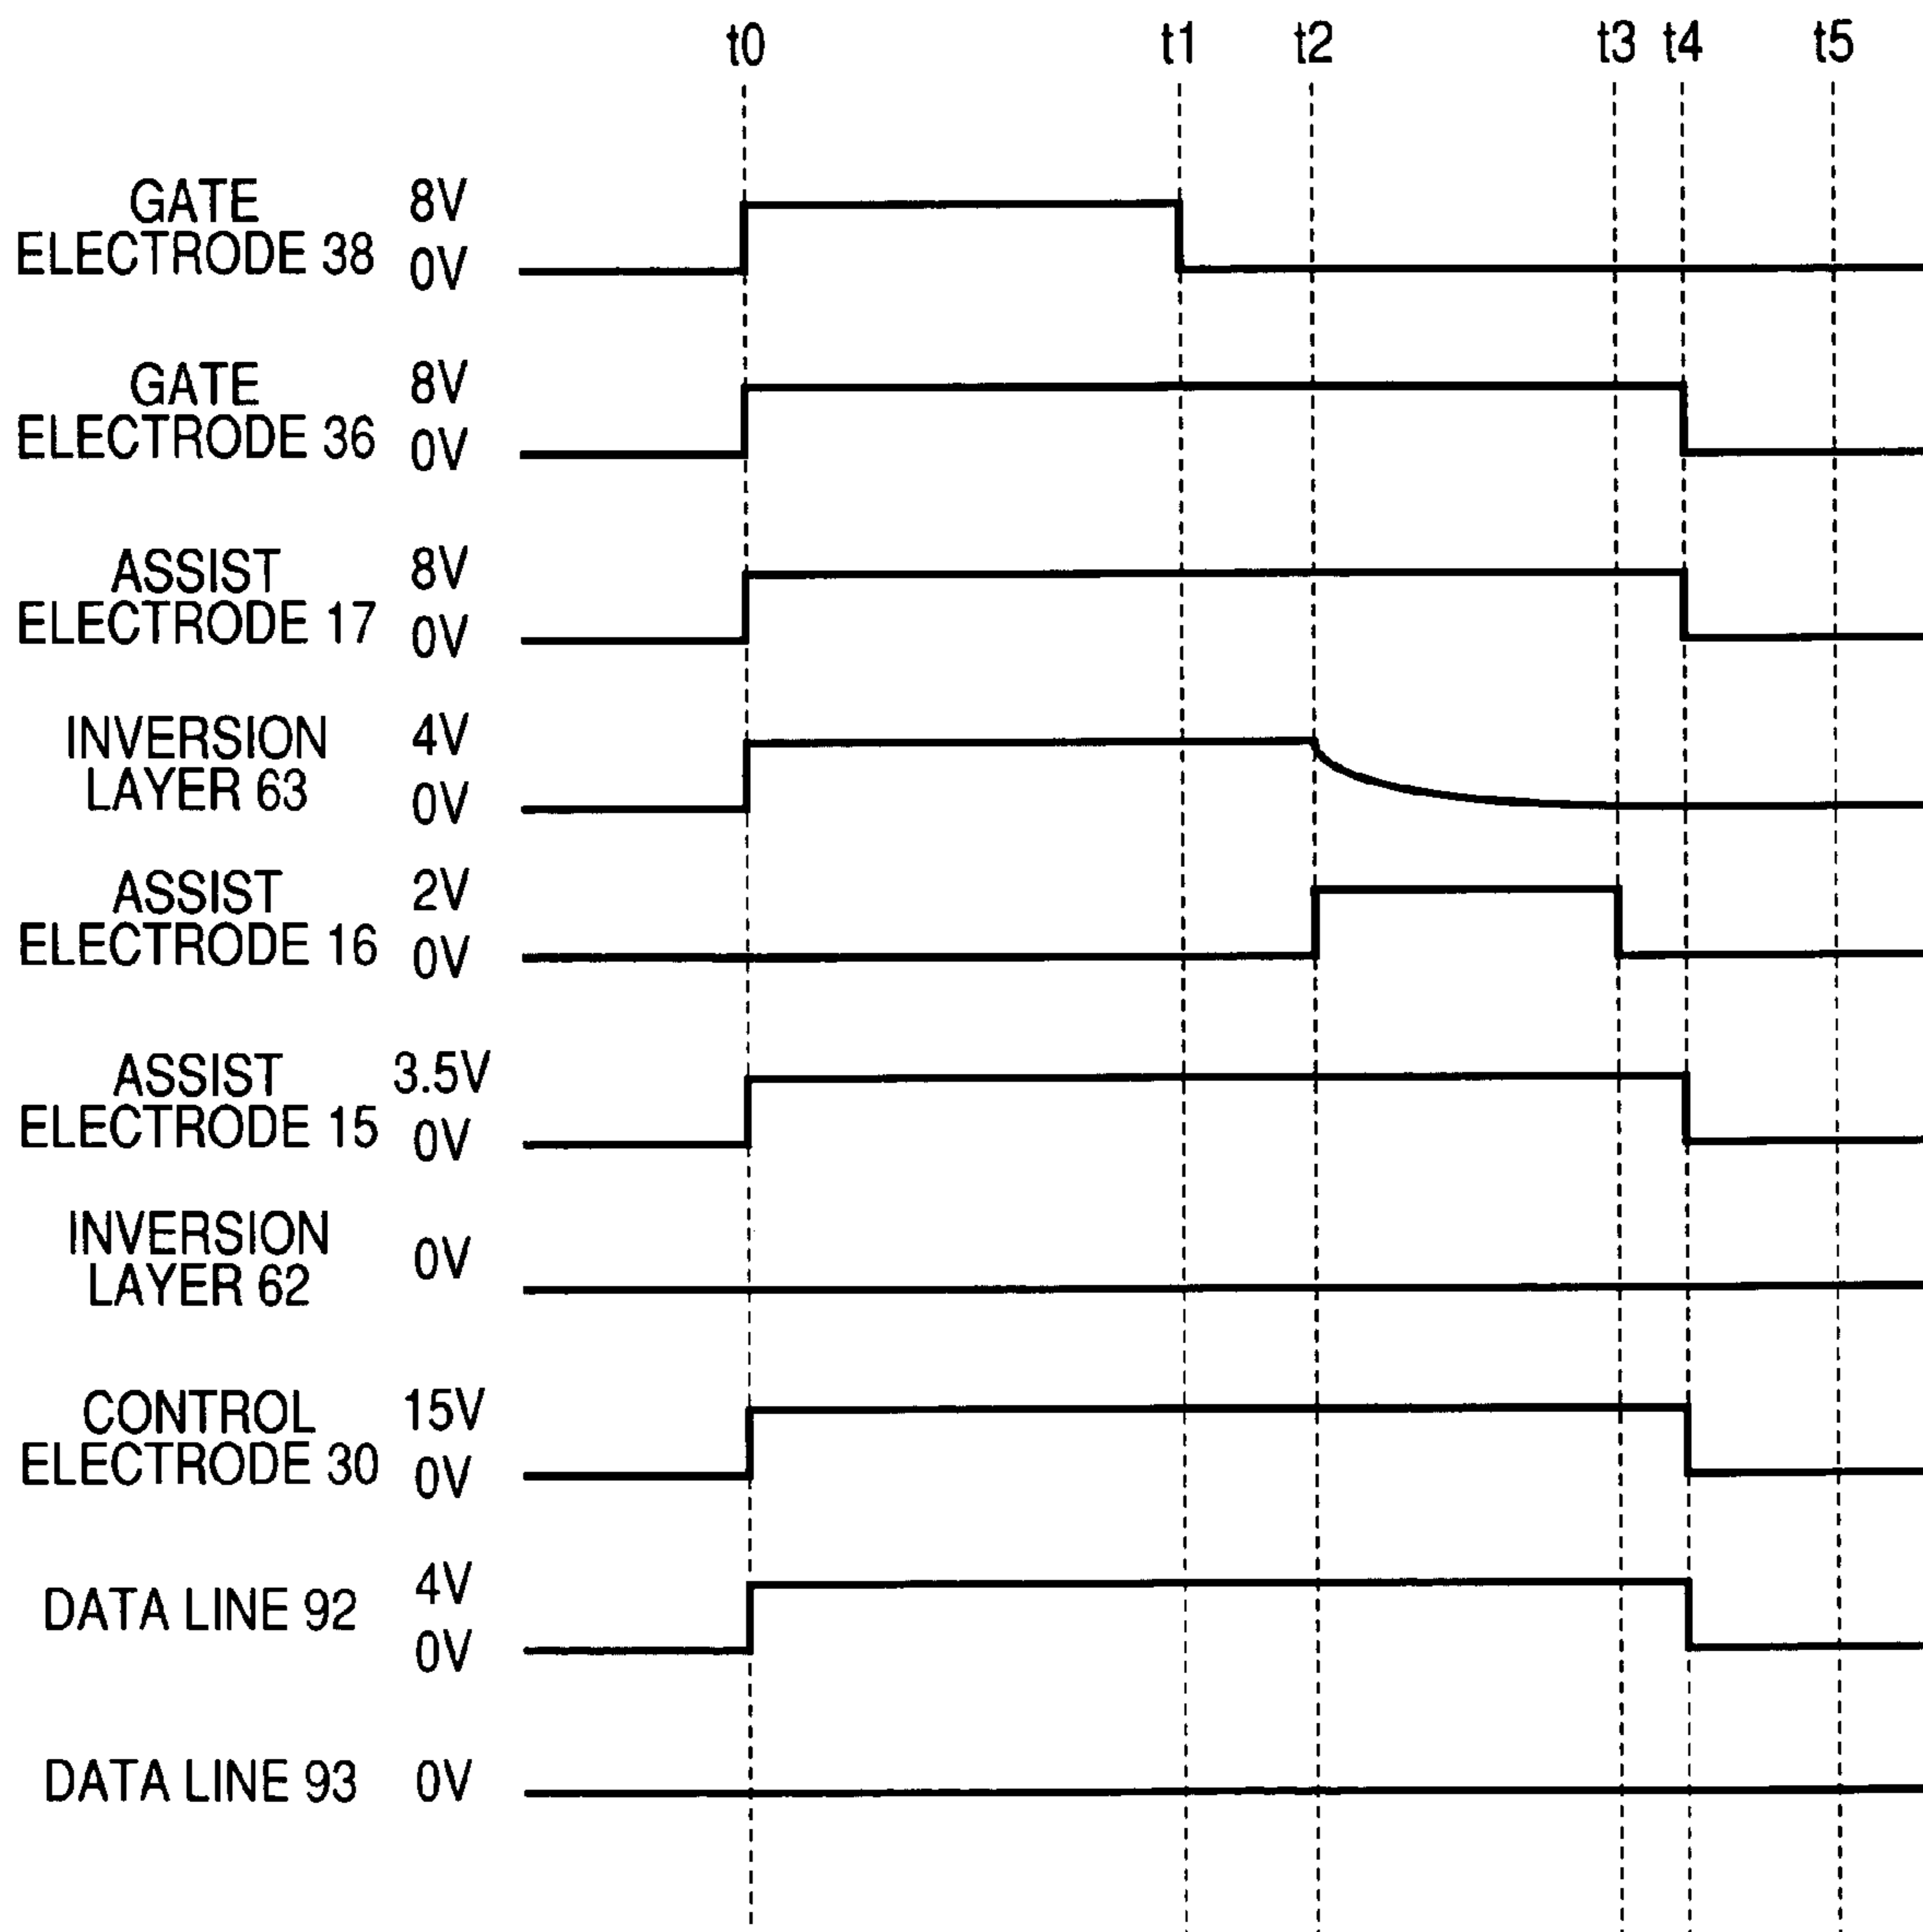 t0 t1 t2 t3 t4 t5
GATE
ELECTRODE 38
8V
0V
GATE
ELECTRODE 36
8V
0V
ASSIST
ELECTRODE 17
8V
0V
INVERSION
LAYER 63
4V
0V
ASSIST
ELECTRODE 16
2V
0V
ASSIST
ELECTRODE 15
3.5V
0V
INVERSION
LAYER 62
0V
CONTROL
ELECTRODE 30
15V
0V
DATA LINE 92
4V
0V
DATA LINE 93
0V